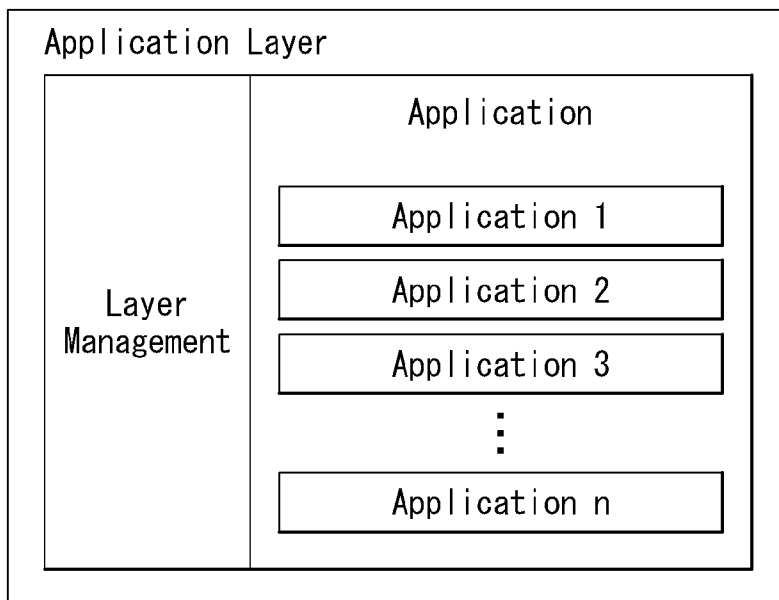 Application Layer
Layer
Management
Application
Application 1
Application 2
Application 3
⋮
Application n